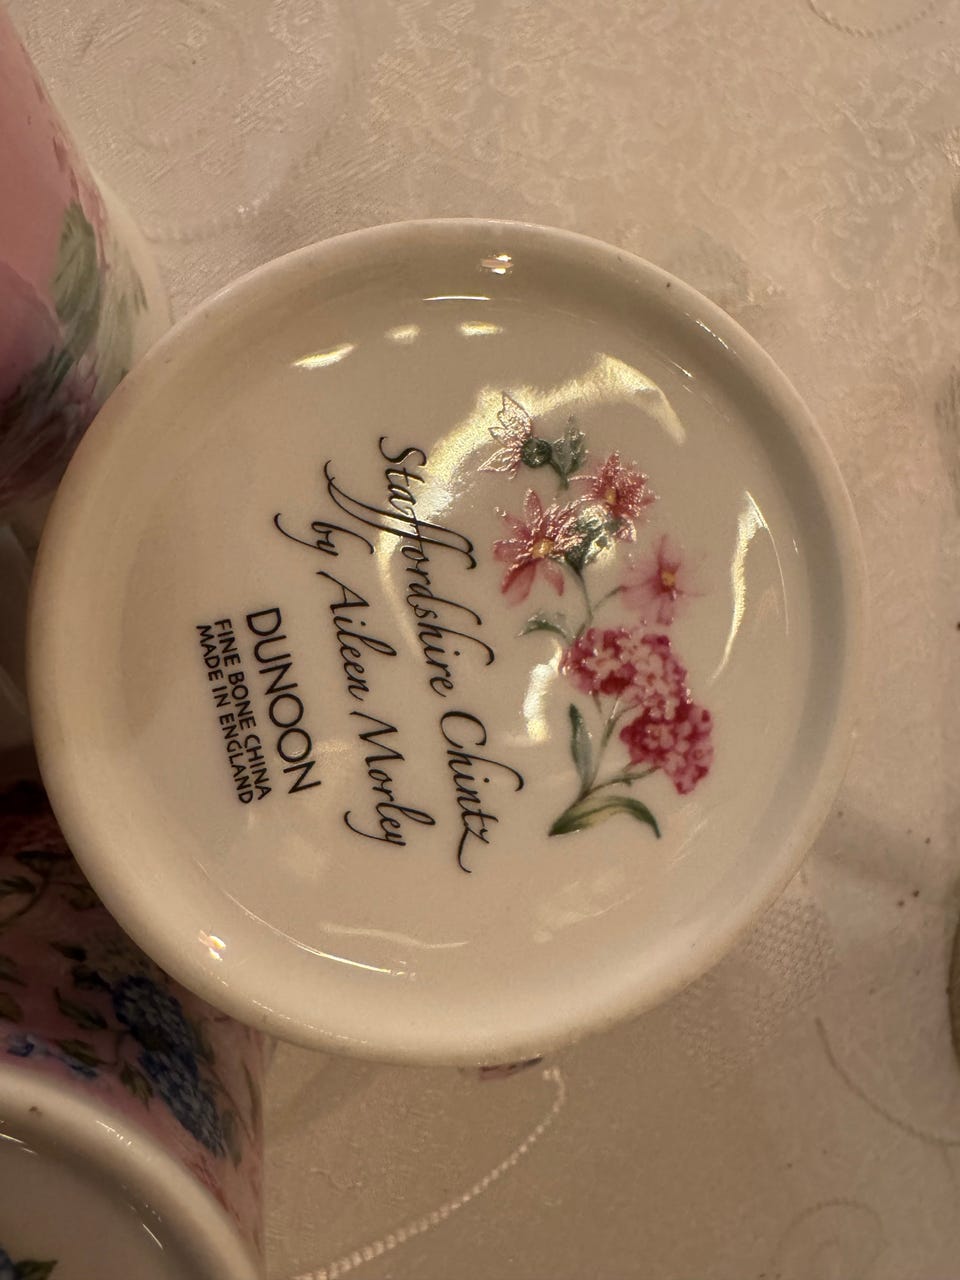 Staffordshire Chintz
by Aileen Morley
DUNOON
FINE BONE CHINA
MADE IN ENGLAND